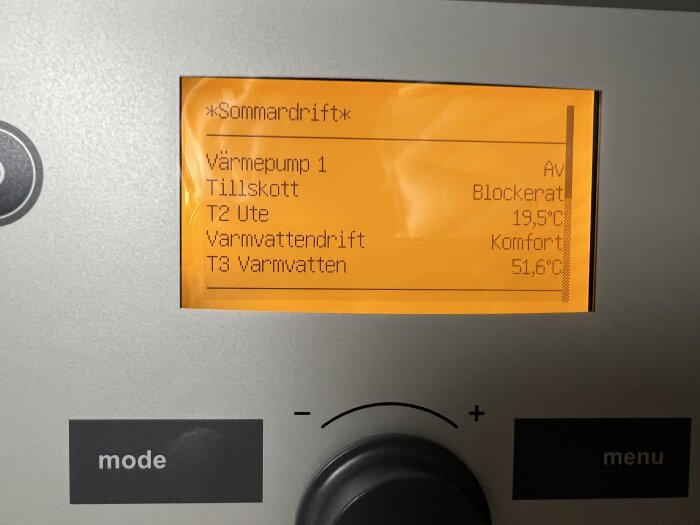 *Sommardrift*
Värmepump 1 Av
Tillskott Blockerat
T2 Ute 19,5°C
Varmvattendrift Komfort
T3 Varmvatten 51,6°C
− +
mode menu